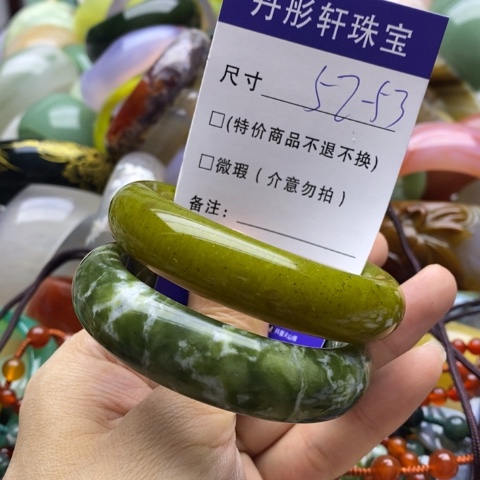 丹彤轩珠宝
尺寸 52-53
□(特价商品不退不换)
□微瑕(介意勿拍)
备注: